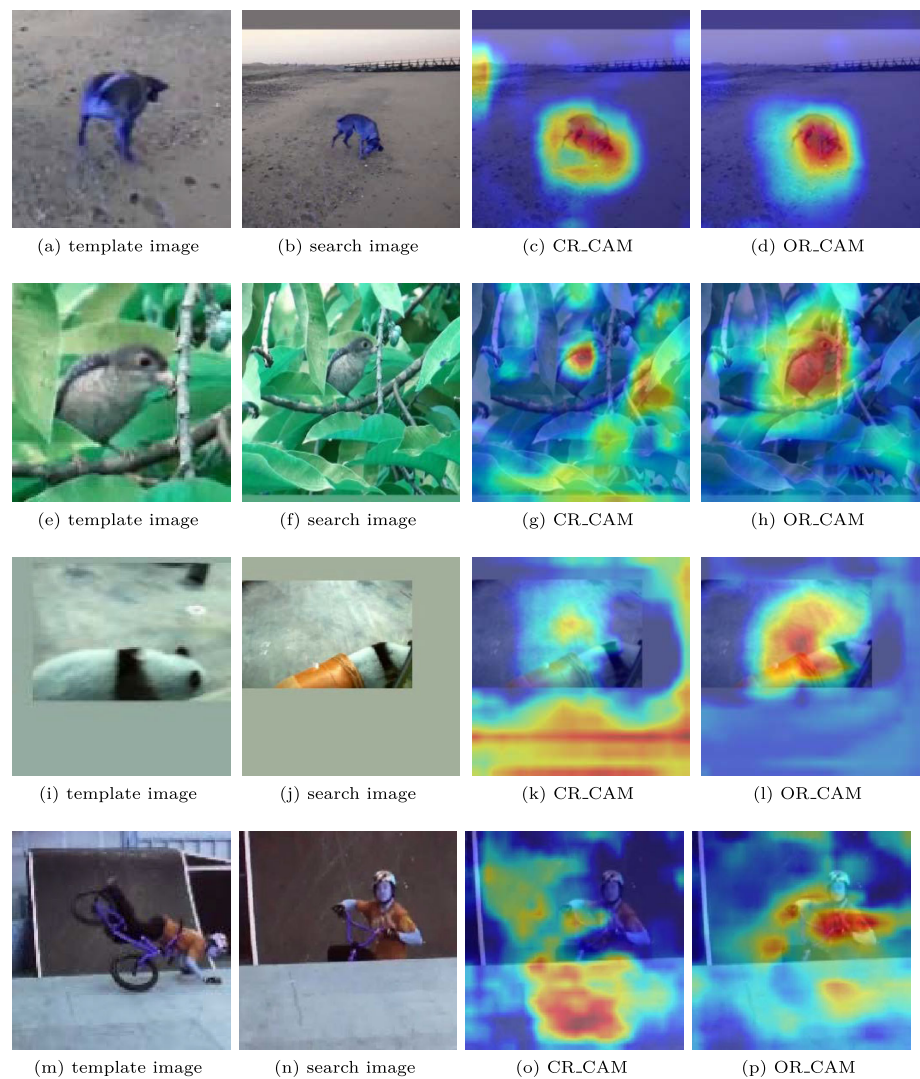 (a) template image (b) search image (c) CR_CAM (d) OR_CAM
(e) template image (f) search image (g) CR_CAM (h) OR_CAM
(i) template image (j) search image (k) CR_CAM (l) OR_CAM
(m) template image (n) search image (o) CR_CAM (p) OR_CAM